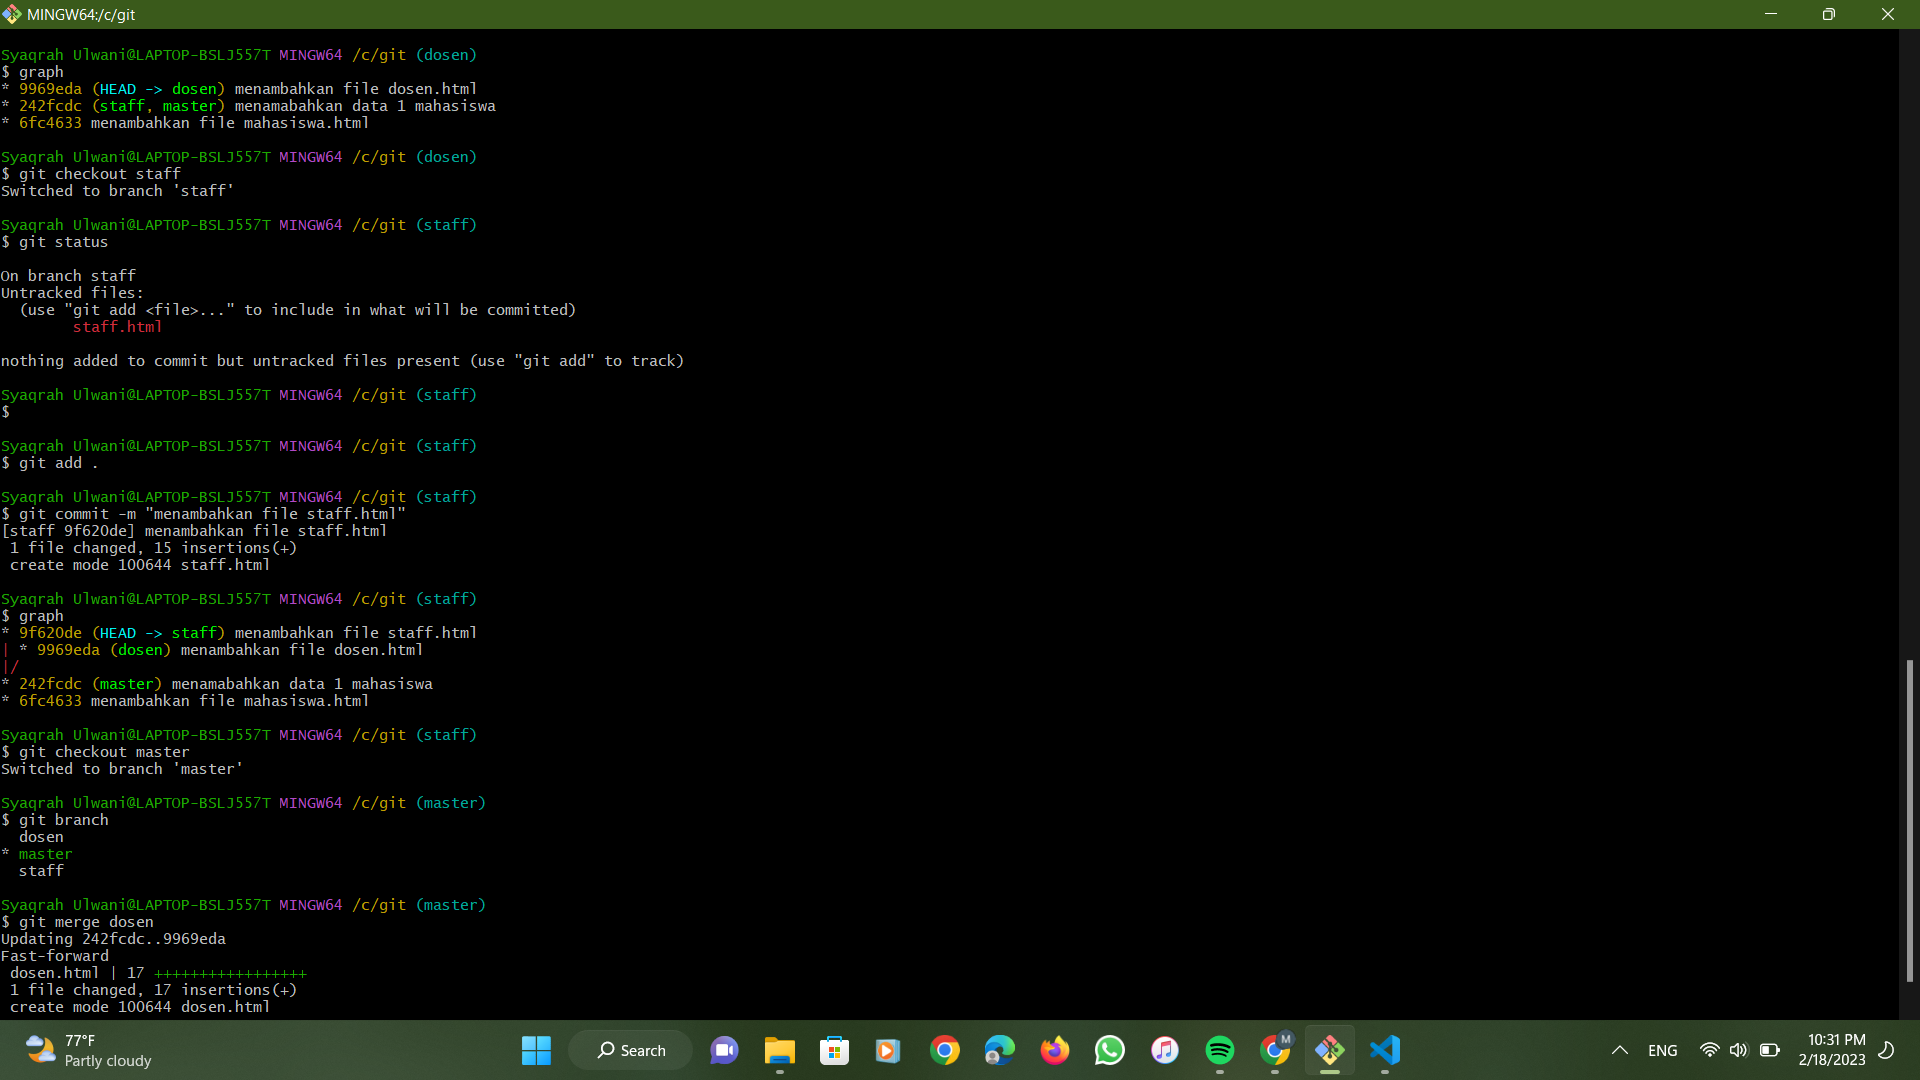 MINGW64:/c/git
Syaqrah Ulwani@LAPTOP-BSLJ557T MINGW64 /c/git (dosen)
$ graph
* 9969eda (HEAD -> dosen) menambahkan file dosen.html
* 242fcdc (staff, master) menamabahkan data 1 mahasiswa
* 6fc4633 menambahkan file mahasiswa.html
Syaqrah Ulwani@LAPTOP-BSLJ557T MINGW64 /c/git (dosen)
$ git checkout staff
Switched to branch 'staff'
Syaqrah Ulwani@LAPTOP-BSLJ557T MINGW64 /c/git (staff)
$ git status
On branch staff
Untracked files:
  (use "git add <file>..." to include in what will be committed)
        staff.html
nothing added to commit but untracked files present (use "git add" to track)
Syaqrah Ulwani@LAPTOP-BSLJ557T MINGW64 /c/git (staff)
$
Syaqrah Ulwani@LAPTOP-BSLJ557T MINGW64 /c/git (staff)
$ git add .
Syaqrah Ulwani@LAPTOP-BSLJ557T MINGW64 /c/git (staff)
$ git commit -m "menambahkan file staff.html"
[staff 9f620de] menambahkan file staff.html
 1 file changed, 15 insertions(+)
 create mode 100644 staff.html
Syaqrah Ulwani@LAPTOP-BSLJ557T MINGW64 /c/git (staff)
$ graph
* 9f620de (HEAD -> staff) menambahkan file staff.html
| * 9969eda (dosen) menambahkan file dosen.html
|/
* 242fcdc (master) menamabahkan data 1 mahasiswa
* 6fc4633 menambahkan file mahasiswa.html
Syaqrah Ulwani@LAPTOP-BSLJ557T MINGW64 /c/git (staff)
$ git checkout master
Switched to branch 'master'
Syaqrah Ulwani@LAPTOP-BSLJ557T MINGW64 /c/git (master)
$ git branch
  dosen
* master
  staff
Syaqrah Ulwani@LAPTOP-BSLJ557T MINGW64 /c/git (master)
$ git merge dosen
Updating 242fcdc..9969eda
Fast-forward
 dosen.html | 17 +++++++++++++++++
 1 file changed, 17 insertions(+)
 create mode 100644 dosen.html
77°F
Partly cloudy
Search
M
ENG
10:31 PM
2/18/2023